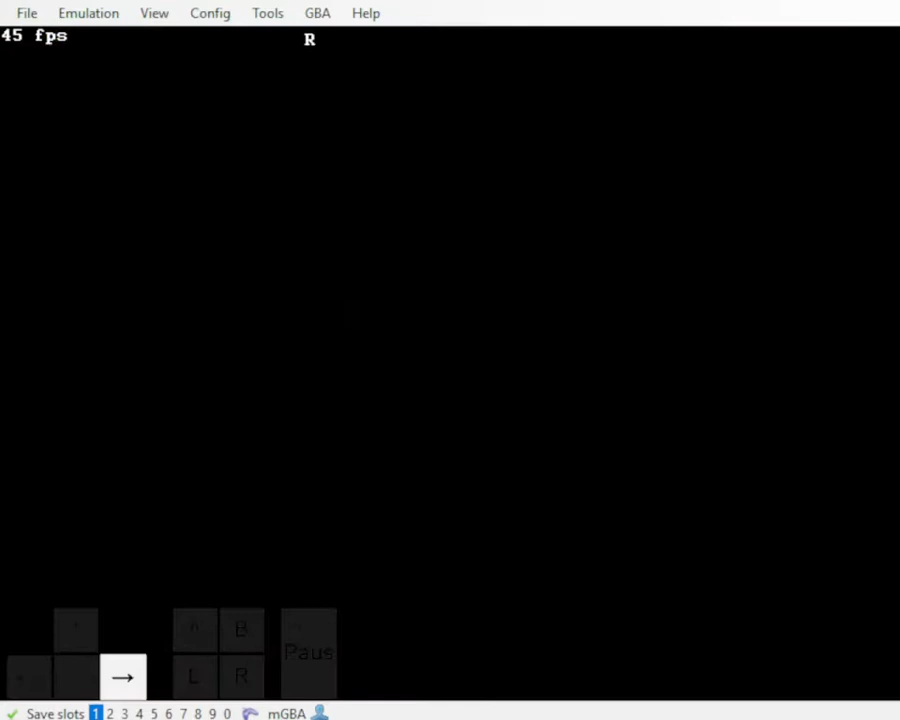 File Emulation View Config Tools GBA Help
45 fps R
B
Paus
→ L R
Save slots 1 2 3 4 5 6 7 8 9 0 mGBA